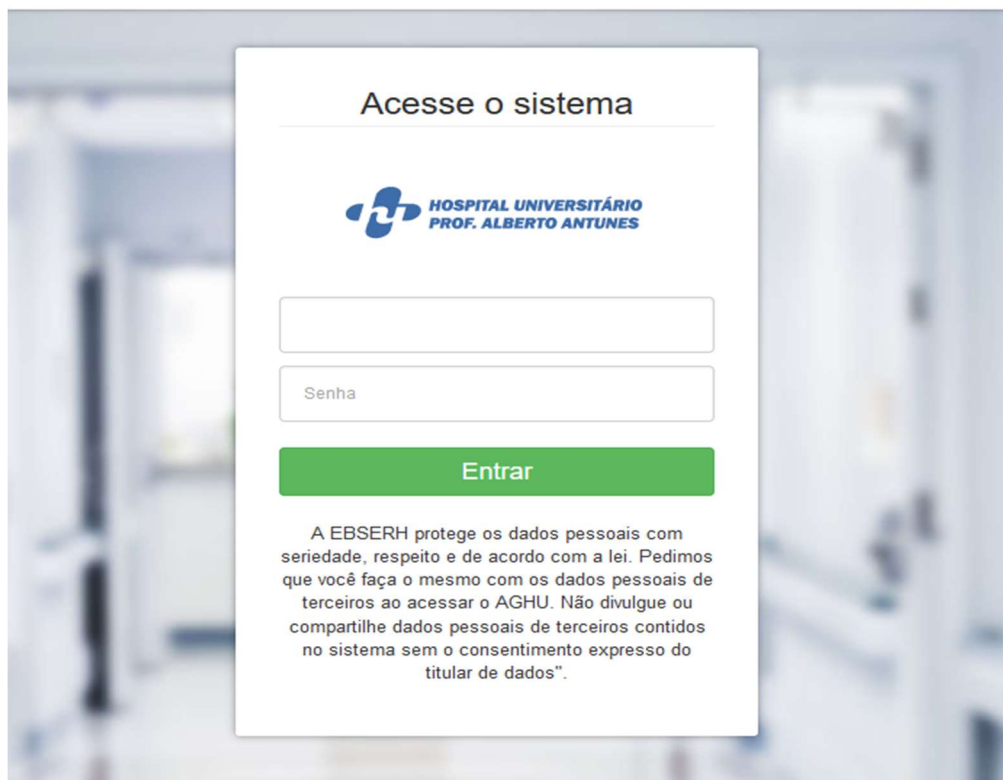 Acesse o sistema
hu
HOSPITAL UNIVERSITÁRIO
PROF. ALBERTO ANTUNES
Senha
Entrar
A EBSERH protege os dados pessoais com
seriedade, respeito e de acordo com a lei. Pedimos
que você faça o mesmo com os dados pessoais de
terceiros ao acessar o AGHU. Não divulgue ou
compartilhe dados pessoais de terceiros contidos
no sistema sem o consentimento expresso do
titular de dados".